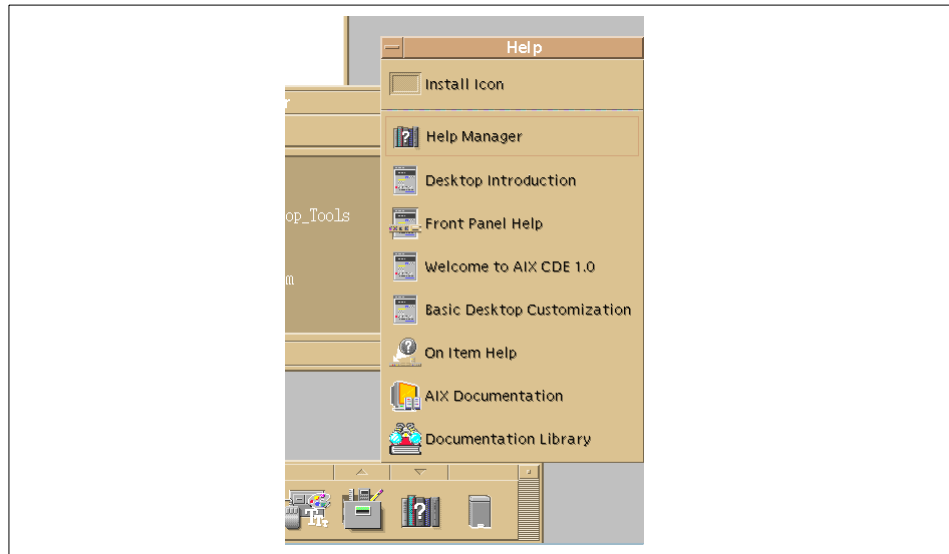 Help
Install Icon
r
Help Manager
Desktop Introduction
op_Tools
Front Panel Help
Welcome to AIX CDE 1.0
m
Basic Desktop Customization
On Item Help
AIX Documentation
Documentation Library